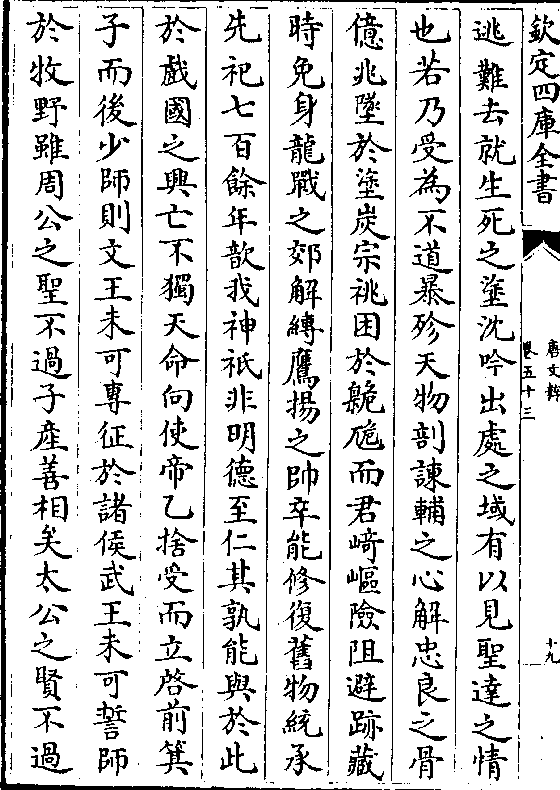 欽定四庫全書
唐文粹
卷五十三
十九
逃難去就生死之塗沈吟出處之域有以見聖達之情
也若乃受為不道暴殄天物剖諫輔之心解忠良之骨
億兆墜於塗炭宗祧困於臲卼而君崎嶇險阻避跡藏
時免身龍戰之郊解縛鷹揚之帥卒能修復舊物統承
先祀七百餘年歆我神祇非明德至仁其孰能與於此
於戲國之興亡不獨天命向使帝乙捨受而立啓前箕
子而後少師則文王未可專征於諸侯武王未可誓師
於牧野雖周公之聖不過子產善相矣太公之賢不過